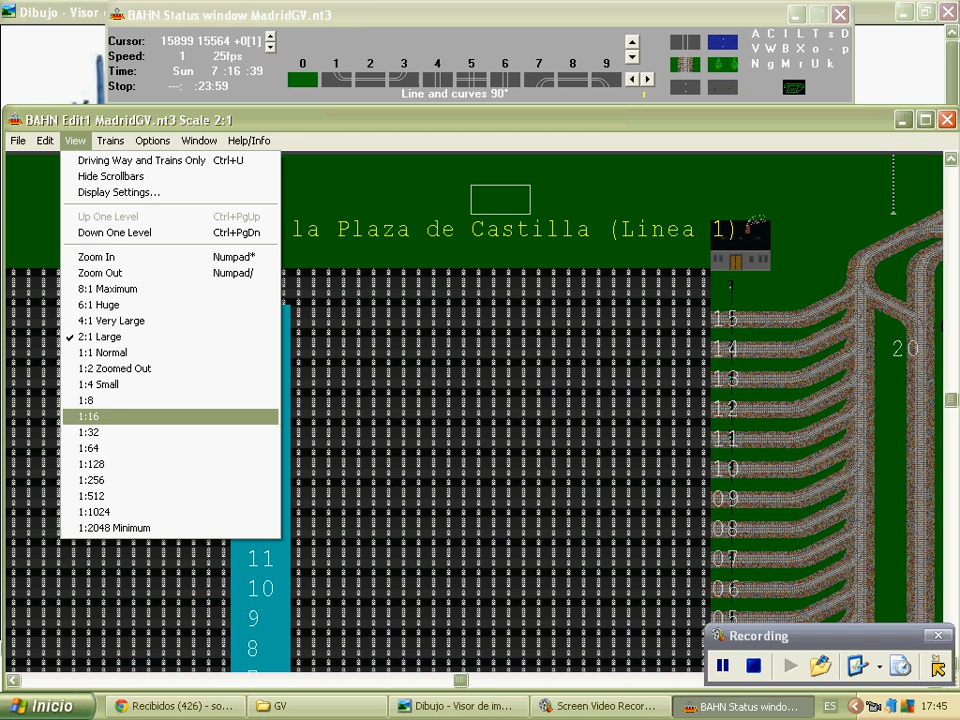 Dibujo - Visor
BAHN Status window MadridGV.nt3
Cursor: 15899 15564 +0[1]
Speed: 1 25fps
Time: Sun 7 :16 :39
Stop: ---: :23:59
0 1 2 3 4 5 6 7 8 9
Line and curves 90°
r
A C I L T s D
V W B X o - p
N g M r U k
BAHN Edit1 MadridGV.nt3 Scale 2:1
File Edit View Trains Options Window Help/Info
Driving Way and Trains Only Ctrl+U
Hide Scrollbars
Display Settings...
Up One Level Ctrl+PgUp
Down One Level Ctrl+PgDn
Zoom In Numpad*
Zoom Out Numpad/
8:1 Maximum
6:1 Huge
4:1 Very Large
2:1 Large
1:1 Normal
1:2 Zoomed Out
1:4 Small
1:8
1:16
1:32
1:64
1:128
1:256
1:512
1:1024
1:2048 Minimum
la Plaza de Castilla (Linea 1)
15
14
13
12
11
10
09
08
07
06
05
20
11
10
9
8
Recording
Inicio
Recibidos (426) - so...
GV
Dibujo - Visor de im...
Screen Video Recor...
BAHN Status windo...
ES
17:45